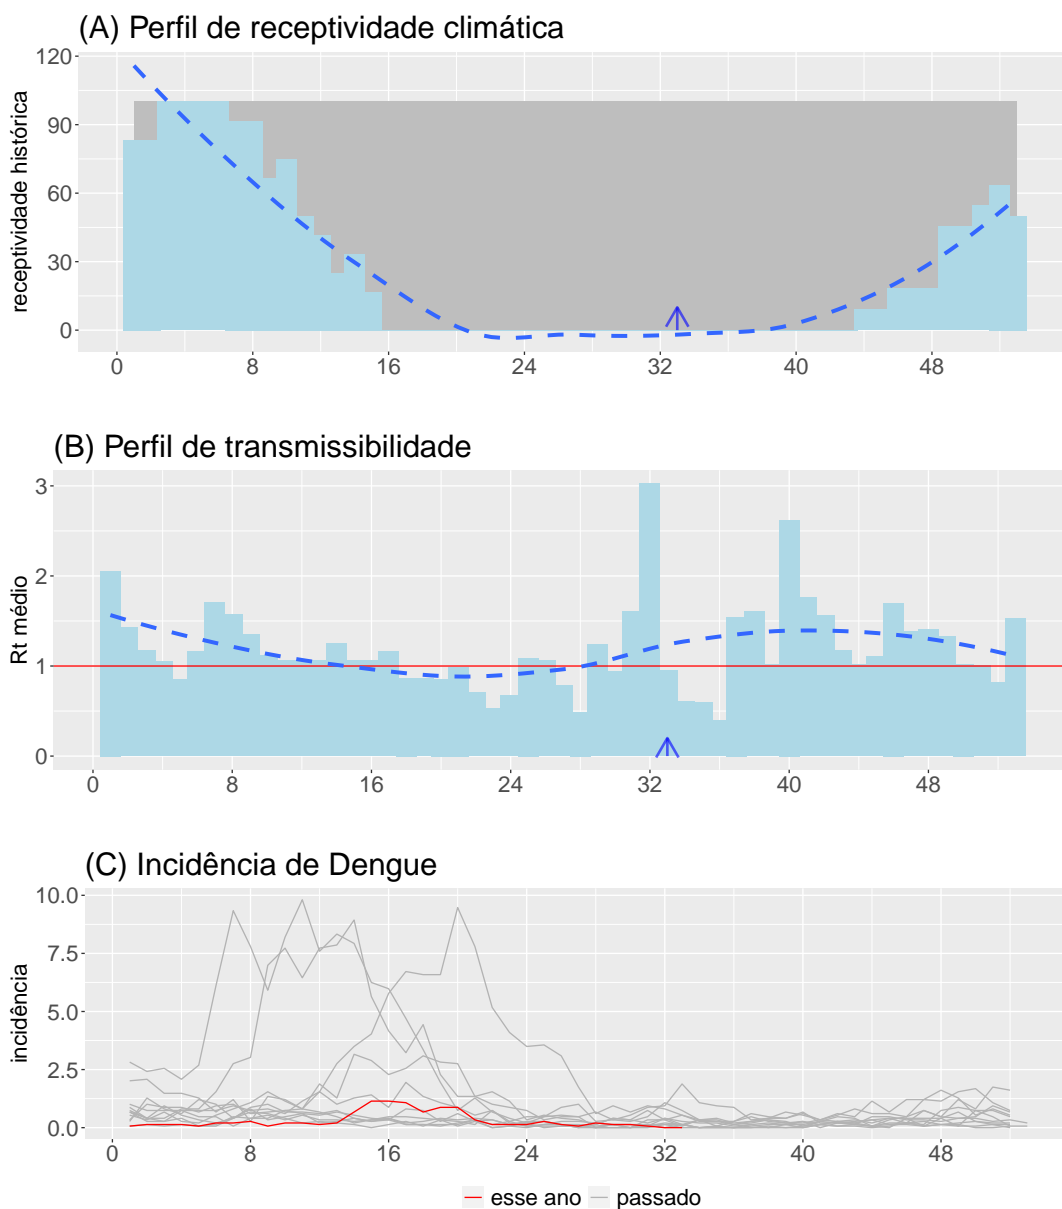 (A) Perfil de receptividade climática
receptividade histórica
120
90
60
30
0
0 8 16 24 32 40 48
(B) Perfil de transmissibilidade
Rt médio
3
2
1
0
0 8 16 24 32 40 48
(C) Incidência de Dengue
incidência
10.0
7.5
5.0
2.5
0.0
0 8 16 24 32 40 48
esse ano passado